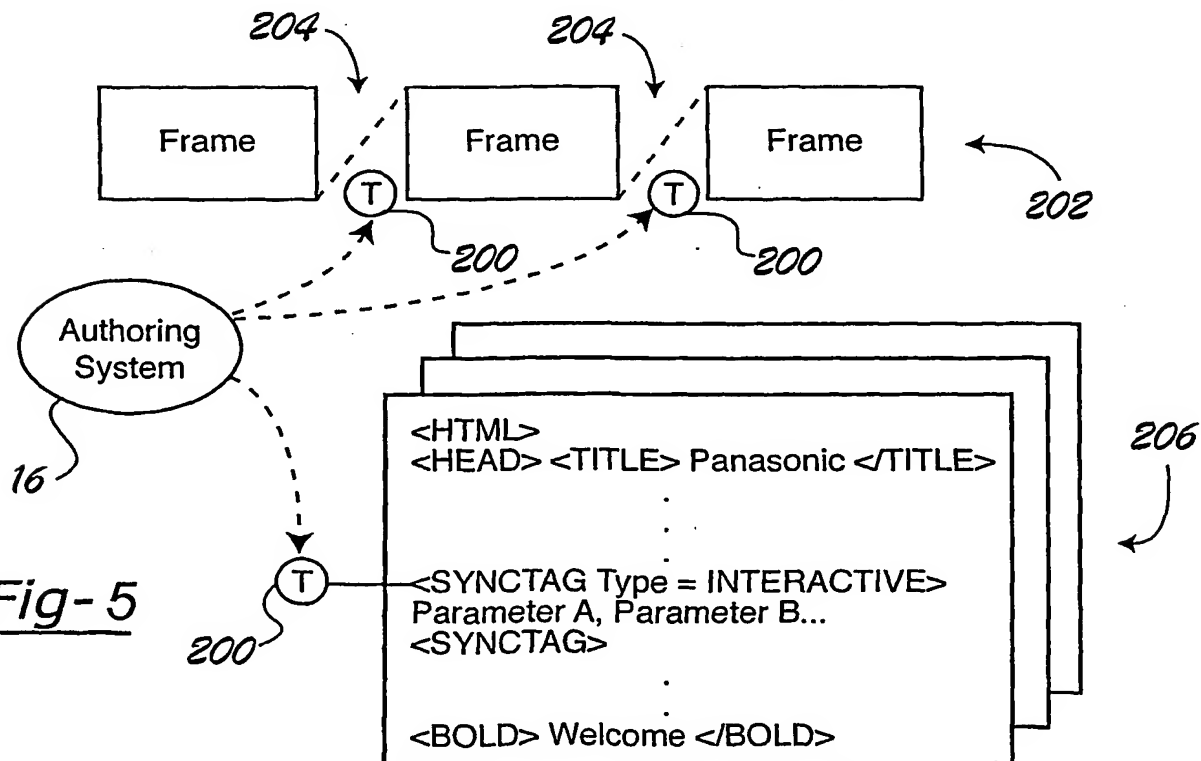 204
204
Frame
Frame
Frame
T
T
202
200
200
Authoring
System
16
<HTML>
<HEAD> <TITLE> Panasonic </TITLE>
.
.
.
206
T
<SYNCTAG Type = INTERACTIVE>
Parameter A, Parameter B...
<SYNCTAG>
Fig-5
200
.
.
<BOLD> Welcome </BOLD>